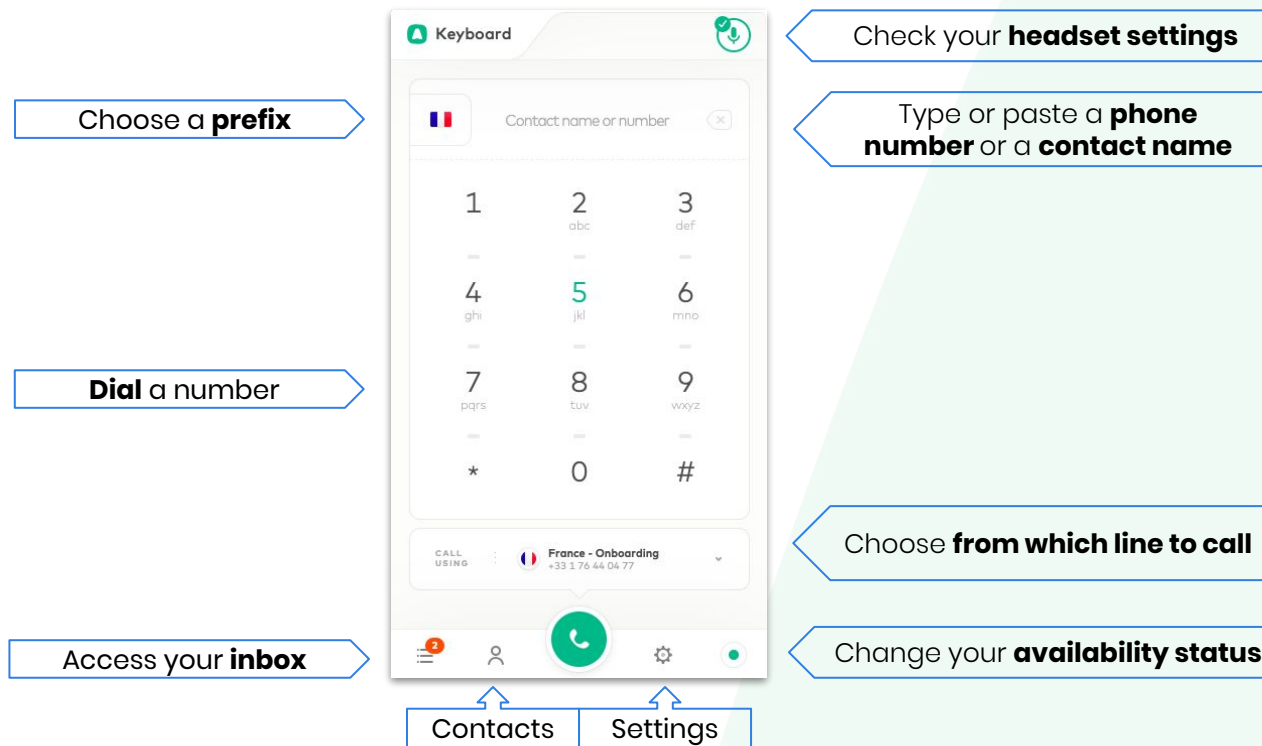 Keyboard
Check your headset settings
Choose a prefix
Contact name or number
Type or paste a phone
number or a contact name
1 2 3
abc def
4 5 6
ghi jkl mno
Dial a number
7 8 9
pqrs tuv wxyz
* 0 #
CALL
USING
France - Onboarding
+33 1 76 44 04 77
Choose from which line to call
Access your inbox
2
Change your availability status
Contacts
Settings